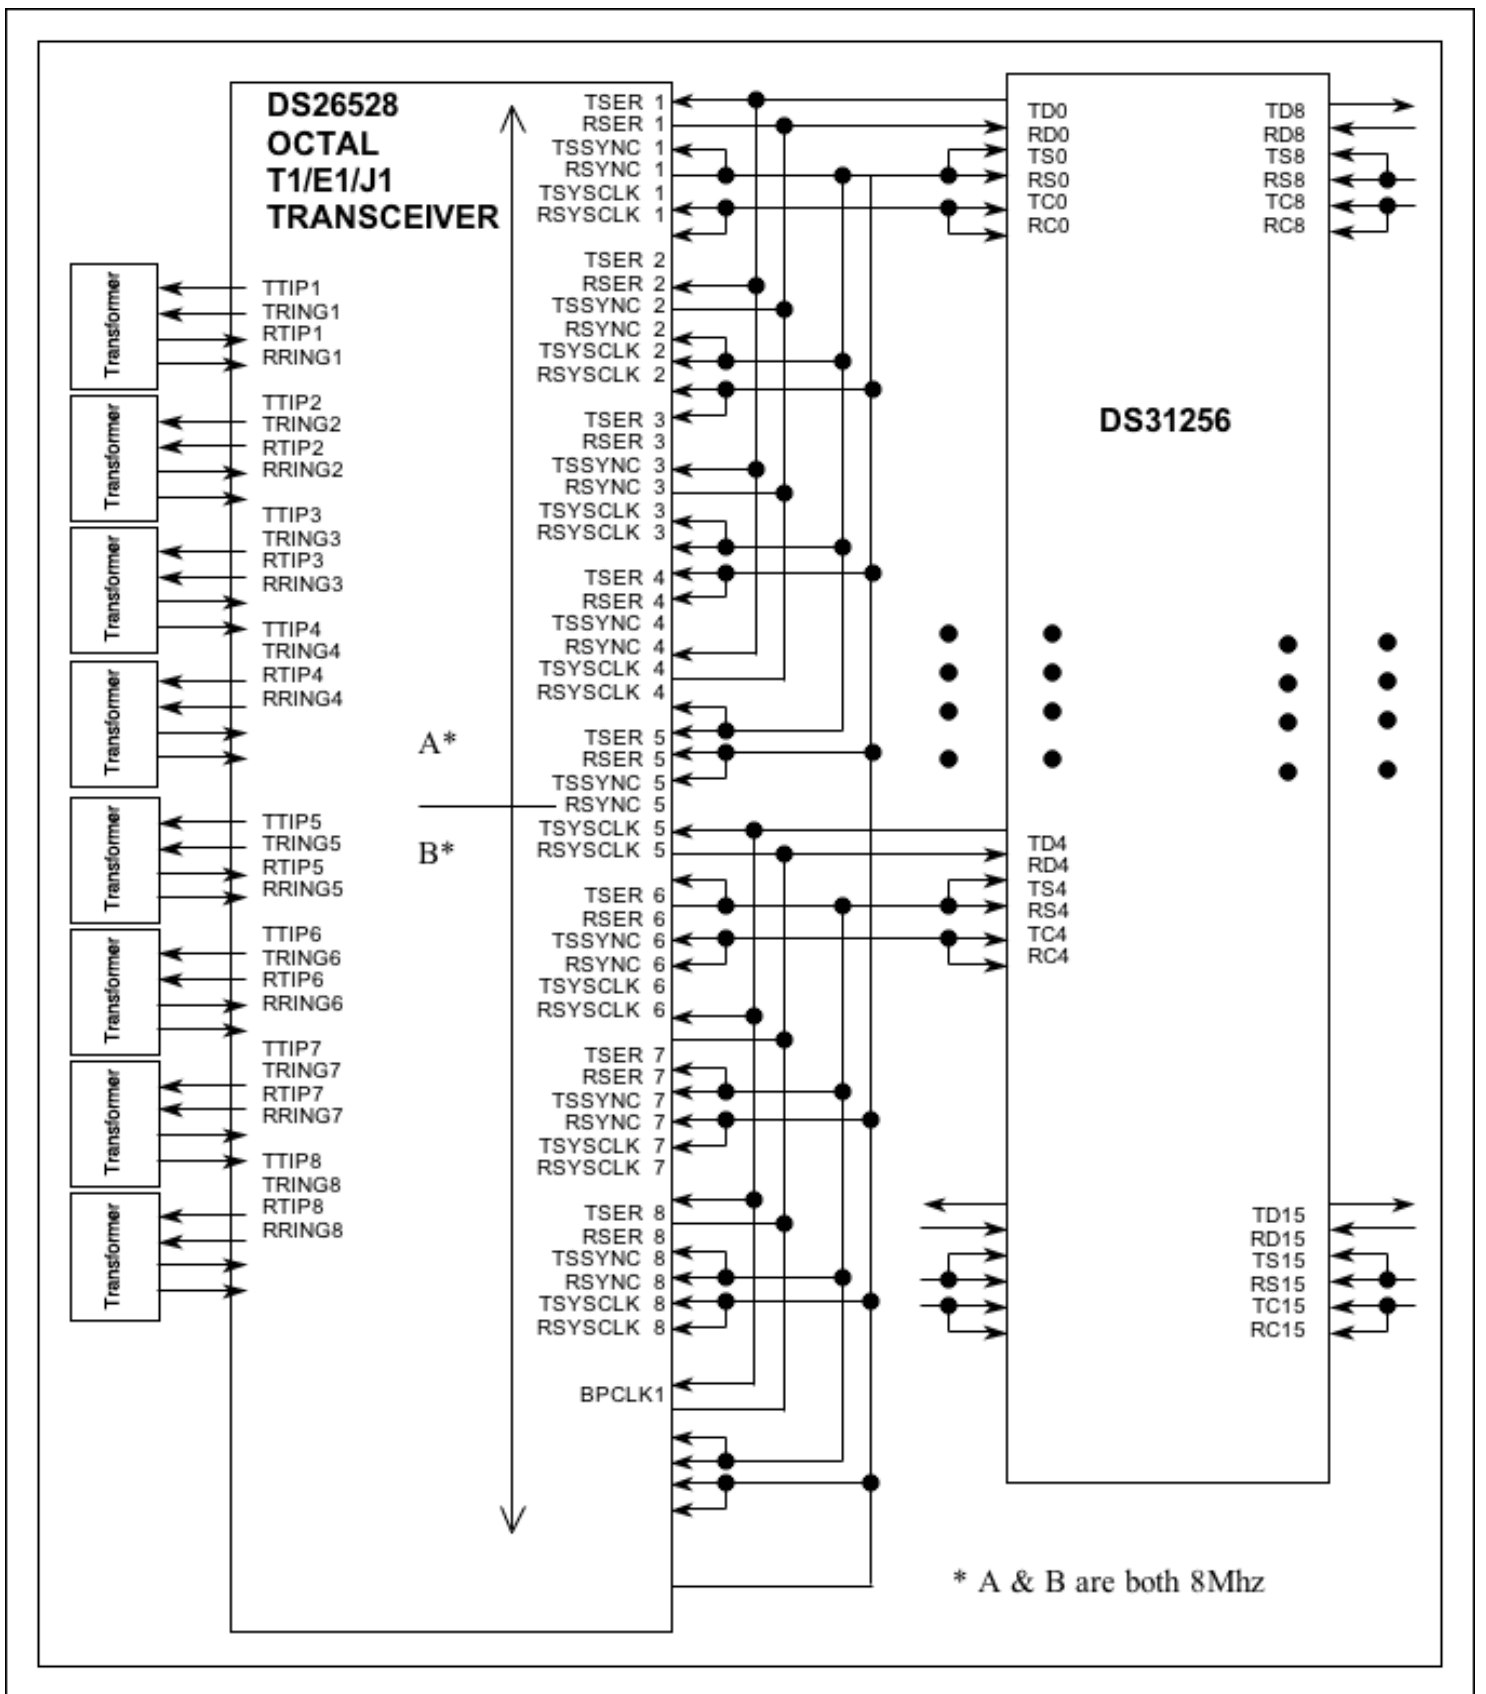 DS26528
OCTAL
T1/E1/J1
TRANSCEIVER
Transformer
Transformer
Transformer
Transformer
Transformer
Transformer
Transformer
Transformer
TTIP1
TRING1
RTIP1
RRING1
TTIP2
TRING2
RTIP2
RRING2
TTIP3
TRING3
RTIP3
RRING3
TTIP4
TRING4
RTIP4
RRING4
TTIP5
TRING5
RTIP5
RRING5
TTIP6
TRING6
RTIP6
RRING6
TTIP7
TRING7
RTIP7
RRING7
TTIP8
TRING8
RTIP8
RRING8
A*
B*
TSER 1
RSER 1
TSSYNC 1
RSYNC 1
TSYSCLK 1
RSYSCLK 1
TSER 2
RSER 2
TSSYNC 2
RSYNC 2
TSYSCLK 2
RSYSCLK 2
TSER 3
RSER 3
TSSYNC 3
RSYNC 3
TSYSCLK 3
RSYSCLK 3
TSER 4
RSER 4
TSSYNC 4
RSYNC 4
TSYSCLK 4
RSYSCLK 4
TSER 5
RSER 5
TSSYNC 5
RSYNC 5
TSYSCLK 5
RSYSCLK 5
TSER 6
RSER 6
TSSYNC 6
RSYNC 6
TSYSCLK 6
RSYSCLK 6
TSER 7
RSER 7
TSSYNC 7
RSYNC 7
TSYSCLK 7
RSYSCLK 7
TSER 8
RSER 8
TSSYNC 8
RSYNC 8
TSYSCLK 8
RSYSCLK 8
BPCLK1
TD0
RD0
TS0
RS0
TC0
RC0
TD8
RD8
TS8
RS8
TC8
RC8
DS31256
TD4
RD4
TS4
RS4
TC4
RC4
TD15
RD15
TS15
RS15
TC15
RC15
* A & B are both 8Mhz